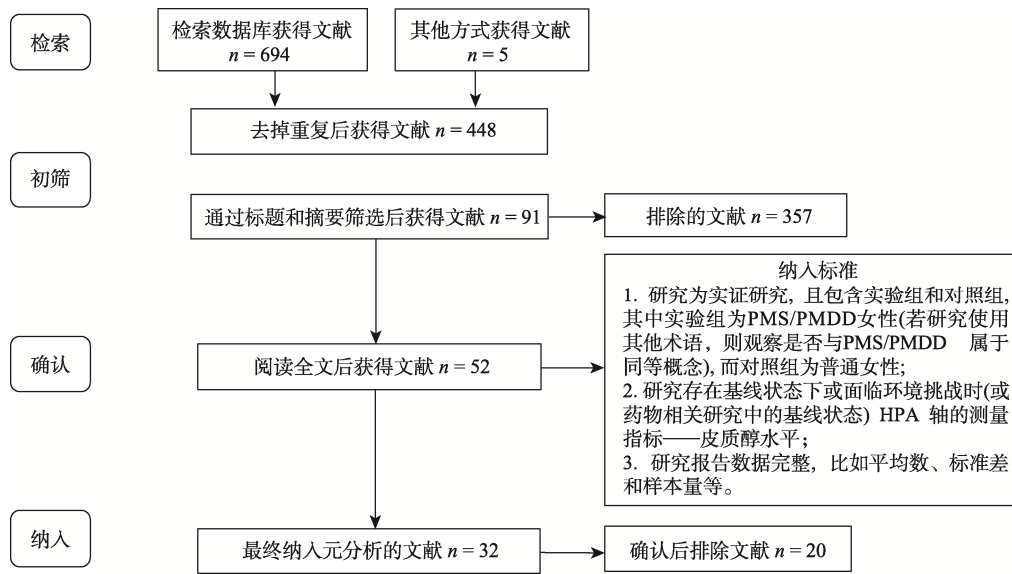 检索
检索数据库获得文献
n = 694
其他方式获得文献
n = 5
去掉重复后获得文献 n = 448
初筛
通过标题和摘要筛选后获得文献 n = 91
排除的文献 n = 357
纳入标准
1. 研究为实证研究, 且包含实验组和对照组,
其中实验组为PMS/PMDD女性(若研究使用
其他术语，则观察是否与PMS/PMDD 属于
同等概念), 而对照组为普通女性;
2. 研究存在基线状态下或面临环境挑战时(或
药物相关研究中的基线状态) HPA 轴的测量
指标——皮质醇水平；
3. 研究报告数据完整，比如平均数、标准差
和样本量等。
确认
阅读全文后获得文献 n = 52
纳入
最终纳入元分析的文献 n = 32
确认后排除文献 n = 20